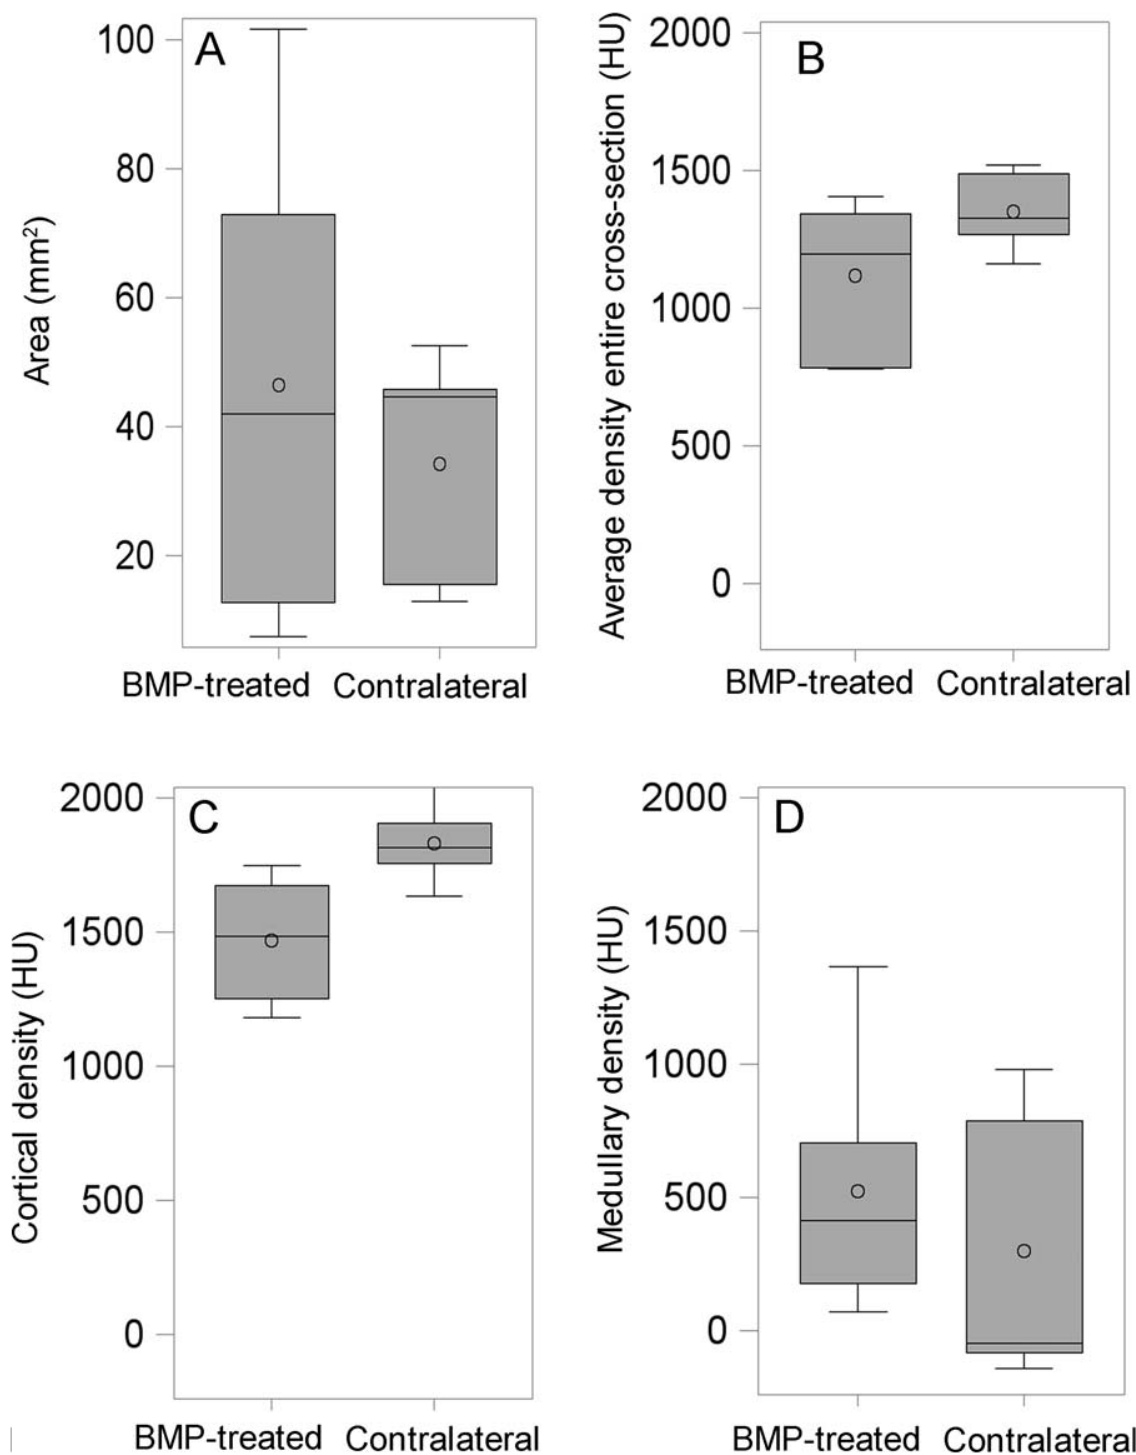 A
Area (mm²)
100
80
60
40
20
BMP-treated Contralateral
B
Average density entire cross-section (HU)
2000
1500
1000
500
0
BMP-treated Contralateral
C
Cortical density (HU)
2000
1500
1000
500
0
BMP-treated Contralateral
D
Medullary density (HU)
2000
1500
1000
500
0
BMP-treated Contralateral